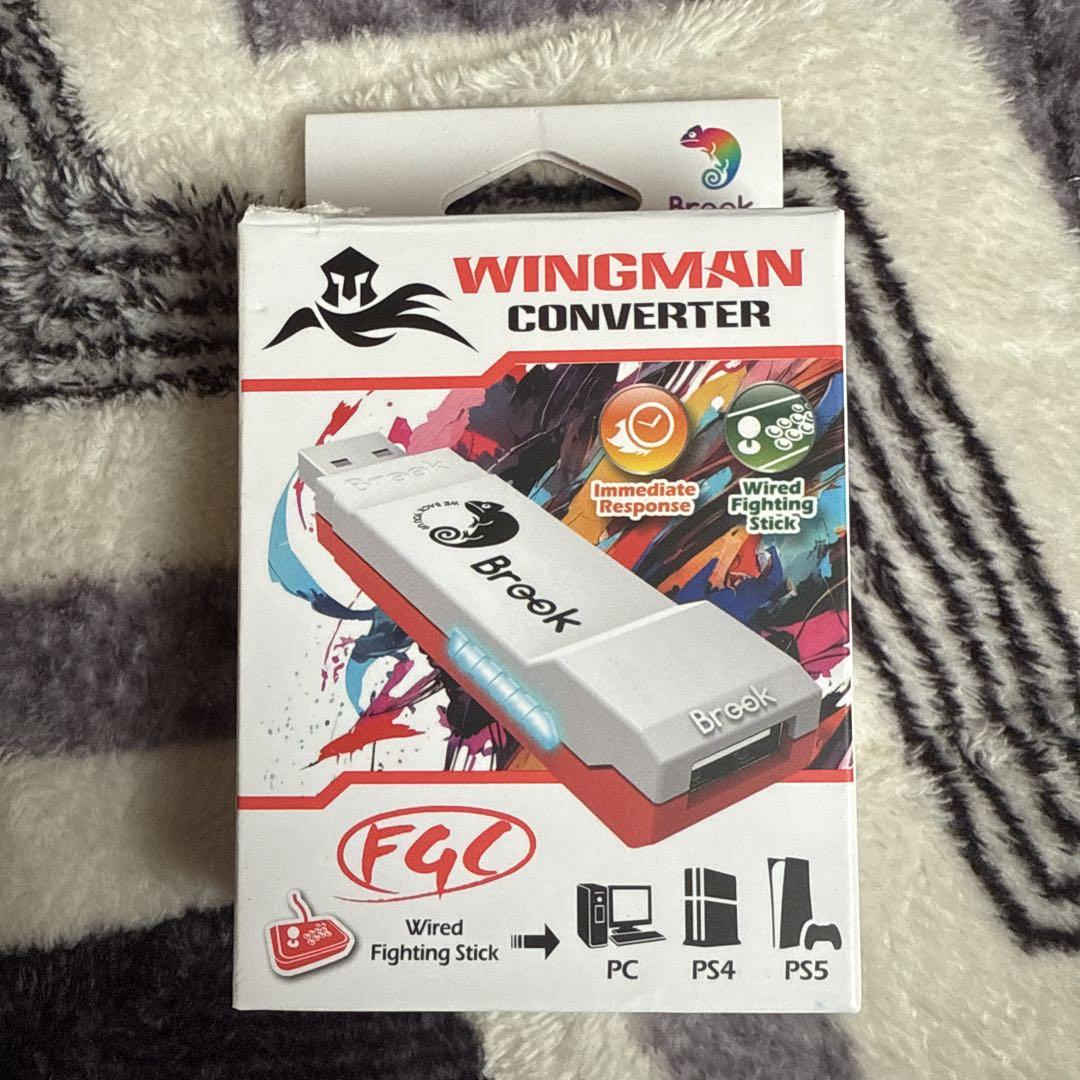 Brook
WINGMAN
CONVERTER
Immediate
Response
Wired
Fighting
Stick
Brook
Brook
Brook
FGC
Wired
Fighting Stick
PC
PS4
PS5